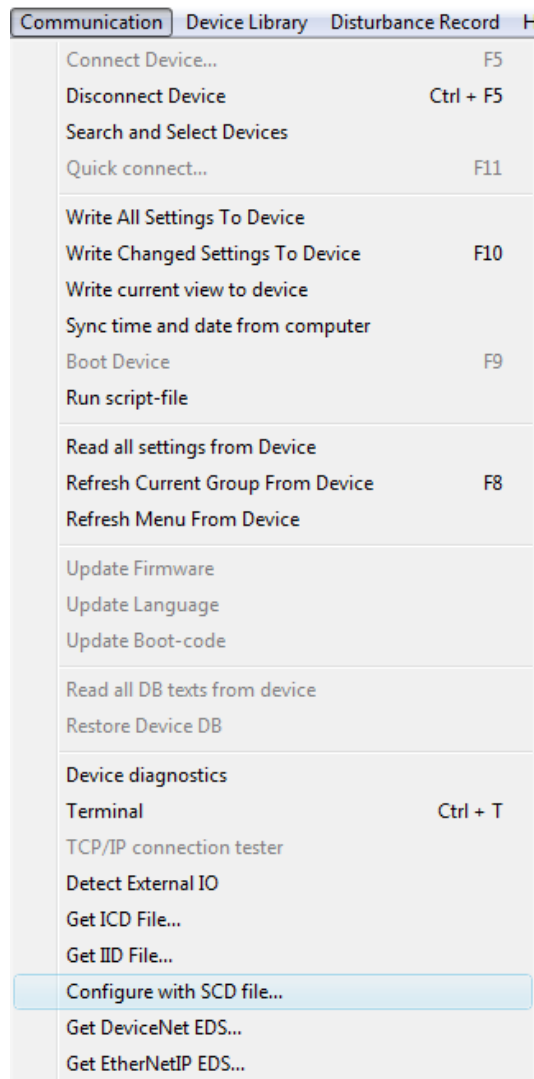 Communication Device Library Disturbance Record
Connect Device... F5
Disconnect Device Ctrl + F5
Search and Select Devices
Quick connect... F11
Write All Settings To Device
Write Changed Settings To Device F10
Write current view to device
Sync time and date from computer
Boot Device F9
Run script-file
Read all settings from Device
Refresh Current Group From Device F8
Refresh Menu From Device
Update Firmware
Update Language
Update Boot-code
Read all DB texts from device
Restore Device DB
Device diagnostics
Terminal Ctrl + T
TCP/IP connection tester
Detect External IO
Get ICD File...
Get IID File...
Configure with SCD file...
Get DeviceNet EDS...
Get EtherNetIP EDS...